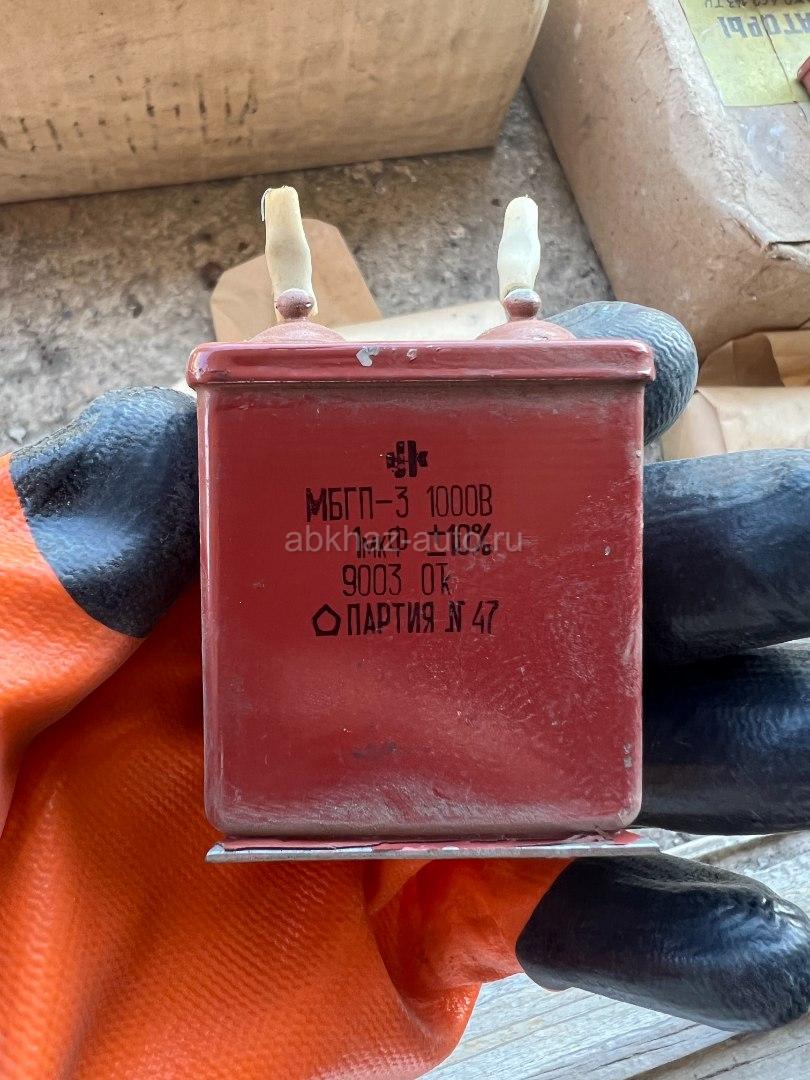 МБГП-3 1000В
1мкФ ±10%
abkhaz-auto.ru
9003 ОТК
ПАРТИЯ № 47